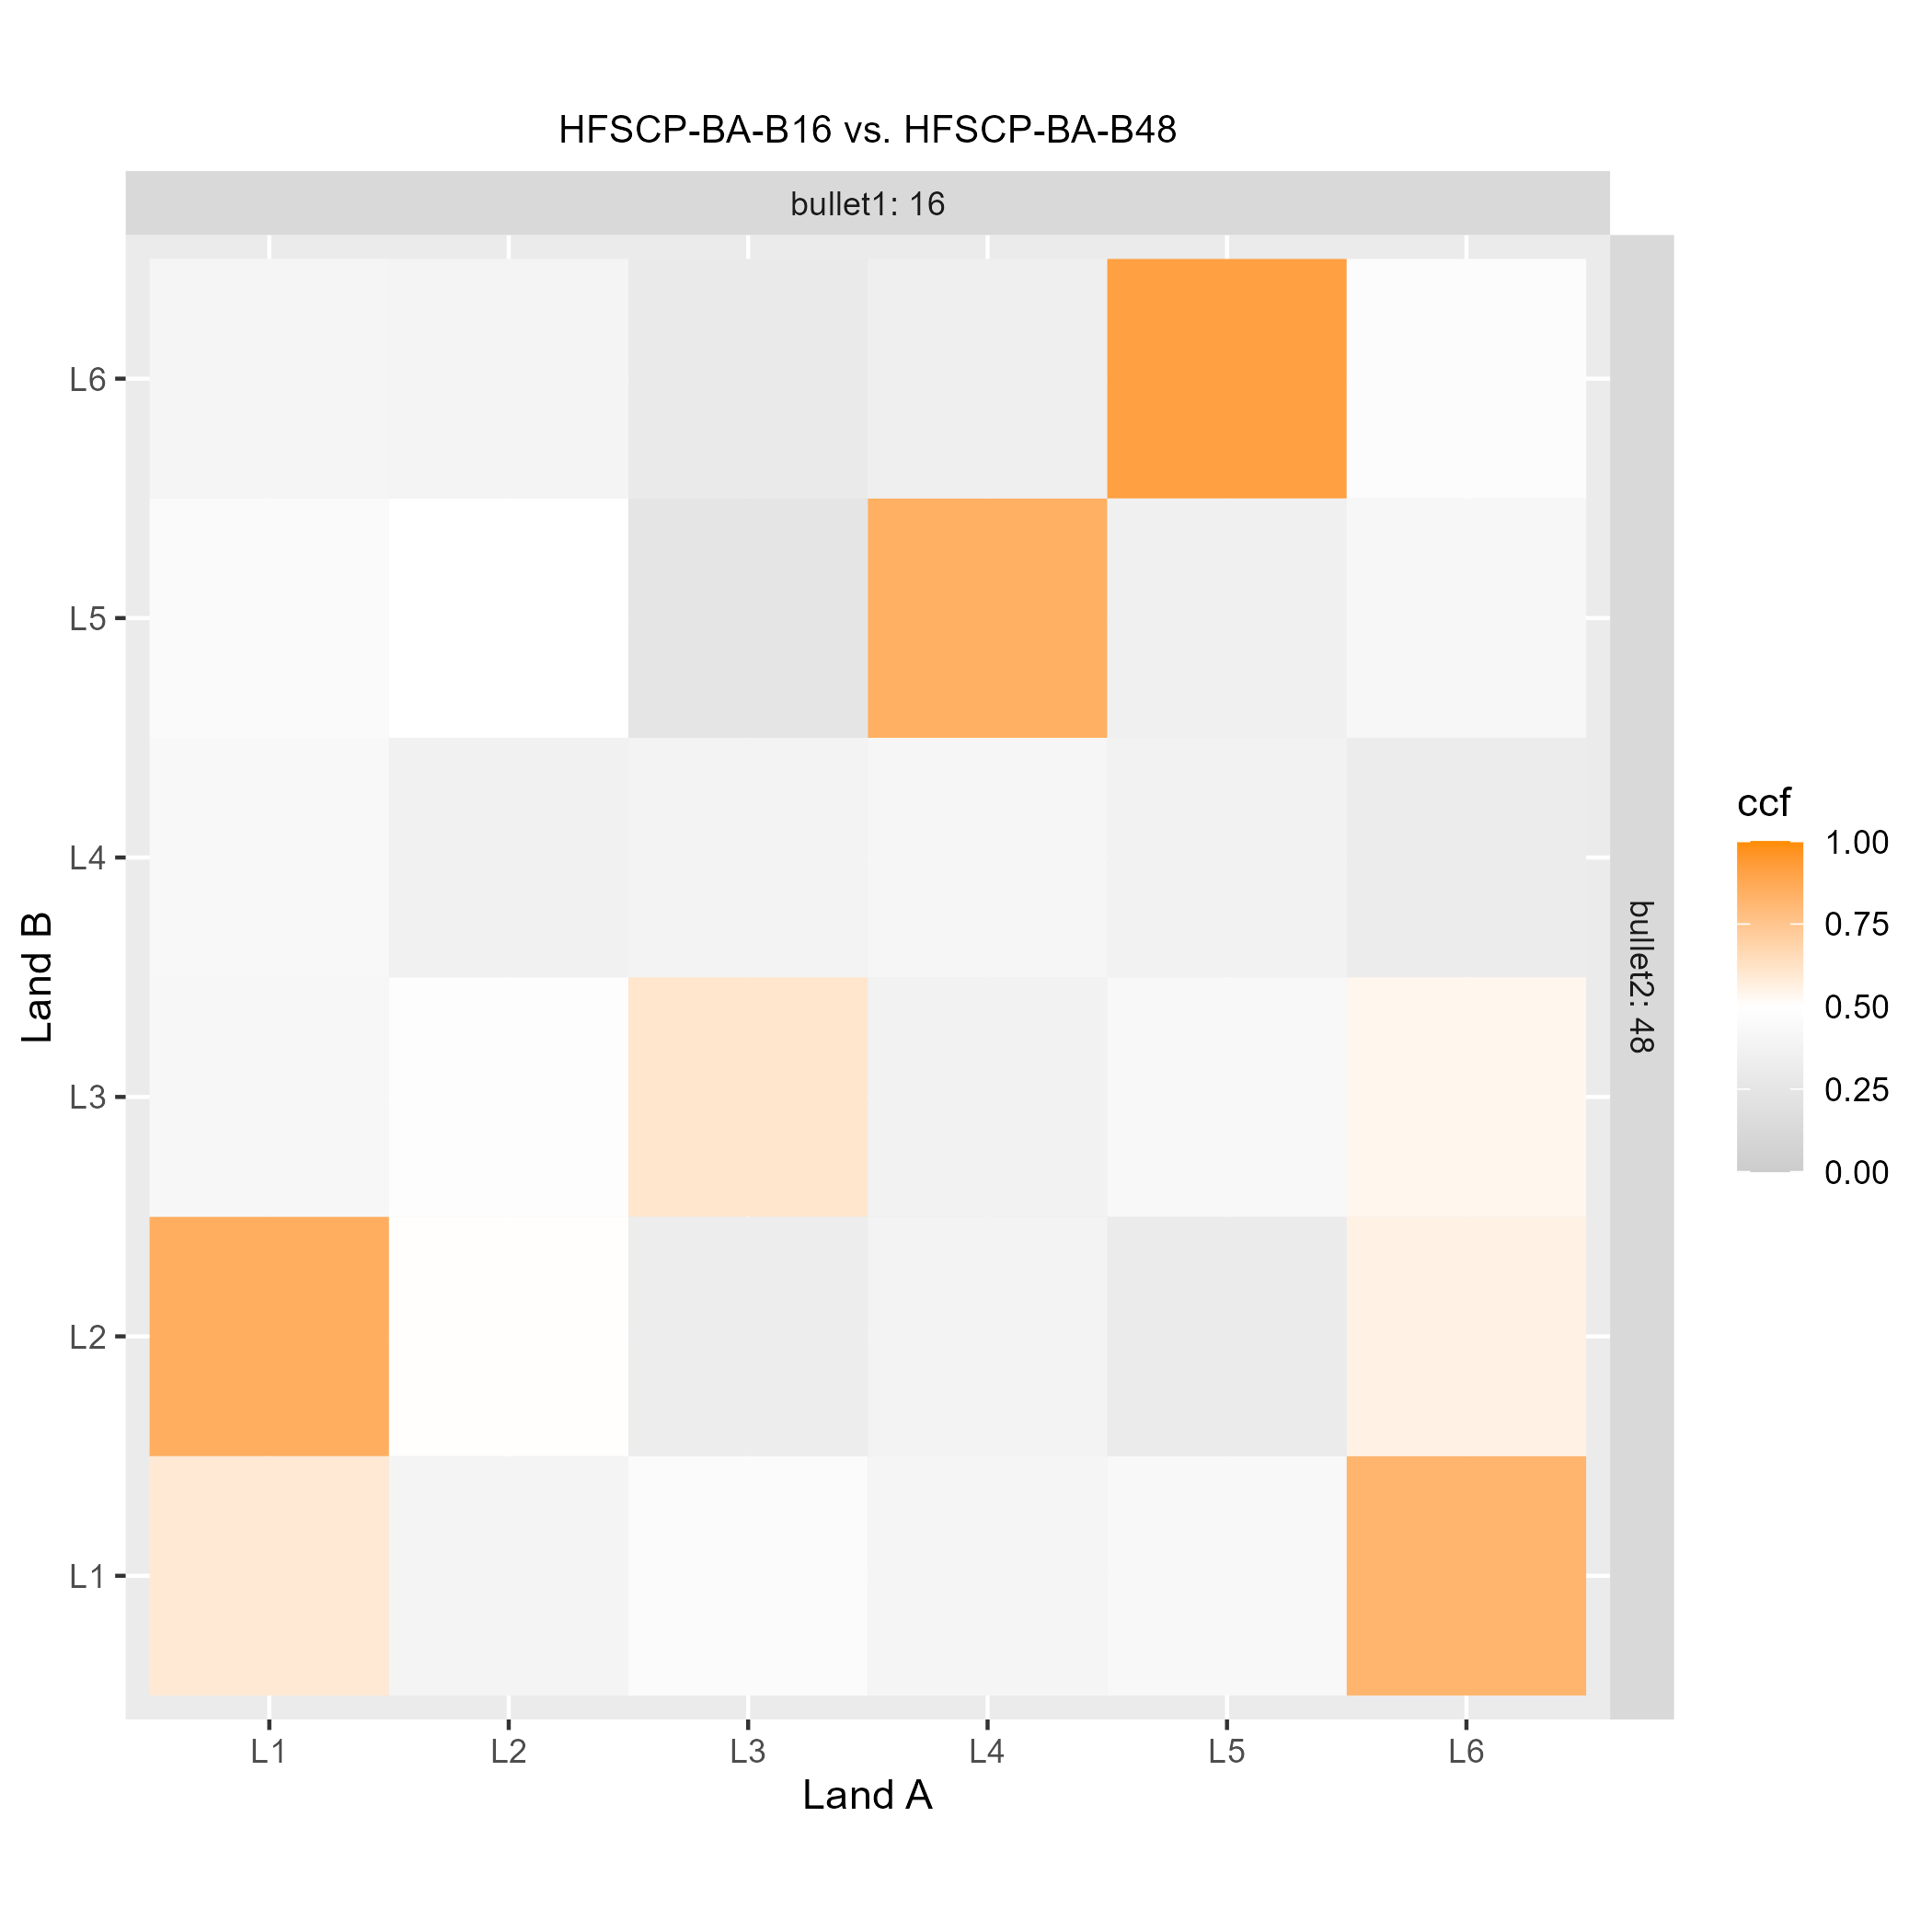 HFSCP-BA-B16 vs. HFSCP-BA-B48
bullet1: 16
L6
L5
L4
L3
L2
L1
Land B
bullet2: 48
ccf
1.00
0.75
0.50
0.25
0.00
L1 L2 L3 L4 L5 L6
Land A